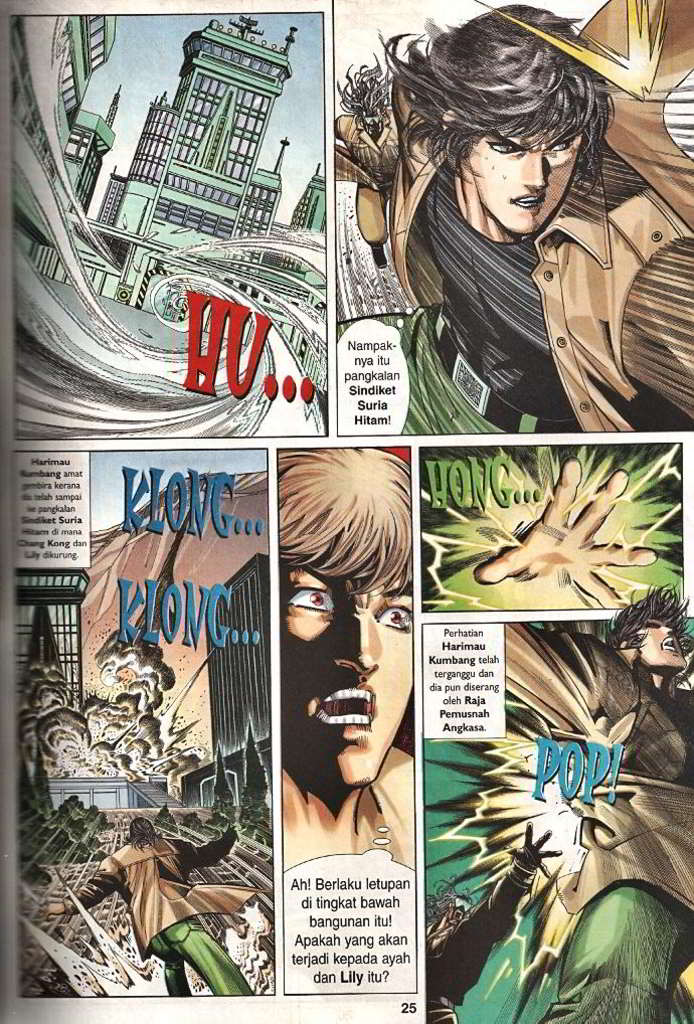 HU...
Nampak-
nya itu
pangkalan
Sindiket
Suria
Hitam!
Harimau
Kumbang amat
gembira kerana
dia telah sampai
ke pangkalan
Sindiket Suria
Hitam di mana
Chang Kong dan
Lily dikurung.
KLONG...
KLONG...
Ah! Berlaku letupan
di tingkat bawah
bangunan itu!
Apakah yang akan
terjadi kepada ayah
dan Lily itu?
HONG...
Perhatian
Harimau
Kumbang telah
terganggu dan
dia pun diserang
oleh Raja
Pemusnah
Angkasa.
POP!
25